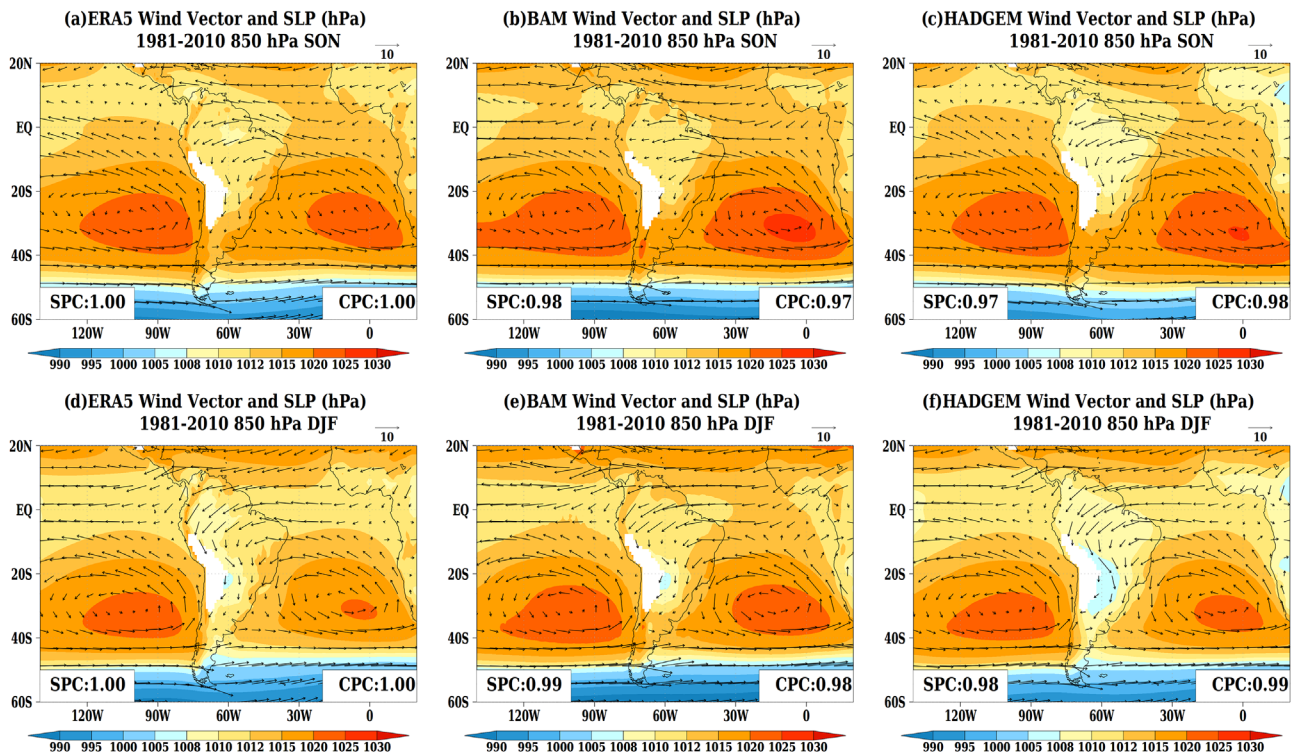 (a)ERA5 Wind Vector and SLP (hPa)
1981-2010 850 hPa SON
10
20N
EQ
20S
40S
60S
SPC:1.00
CPC:1.00
120W 90W 60W 30W 0
990 995 1000 1005 1008 1010 1012 1015 1020 1025 1030
(b)BAM Wind Vector and SLP (hPa)
1981-2010 850 hPa SON
10
20N
EQ
20S
40S
60S
SPC:0.98
CPC:0.97
120W 90W 60W 30W 0
990 995 1000 1005 1008 1010 1012 1015 1020 1025 1030
(c)HADGEM Wind Vector and SLP (hPa)
1981-2010 850 hPa SON
10
20N
EQ
20S
40S
60S
SPC:0.97
CPC:0.98
120W 90W 60W 30W 0
990 995 1000 1005 1008 1010 1012 1015 1020 1025 1030
(d)ERA5 Wind Vector and SLP (hPa)
1981-2010 850 hPa DJF
10
20N
EQ
20S
40S
60S
SPC:1.00
CPC:1.00
120W 90W 60W 30W 0
990 995 1000 1005 1008 1010 1012 1015 1020 1025 1030
(e)BAM Wind Vector and SLP (hPa)
1981-2010 850 hPa DJF
10
20N
EQ
20S
40S
60S
SPC:0.99
CPC:0.98
120W 90W 60W 30W 0
990 995 1000 1005 1008 1010 1012 1015 1020 1025 1030
(f)HADGEM Wind Vector and SLP (hPa)
1981-2010 850 hPa DJF
10
20N
EQ
20S
40S
60S
SPC:0.98
CPC:0.99
120W 90W 60W 30W 0
990 995 1000 1005 1008 1010 1012 1015 1020 1025 1030